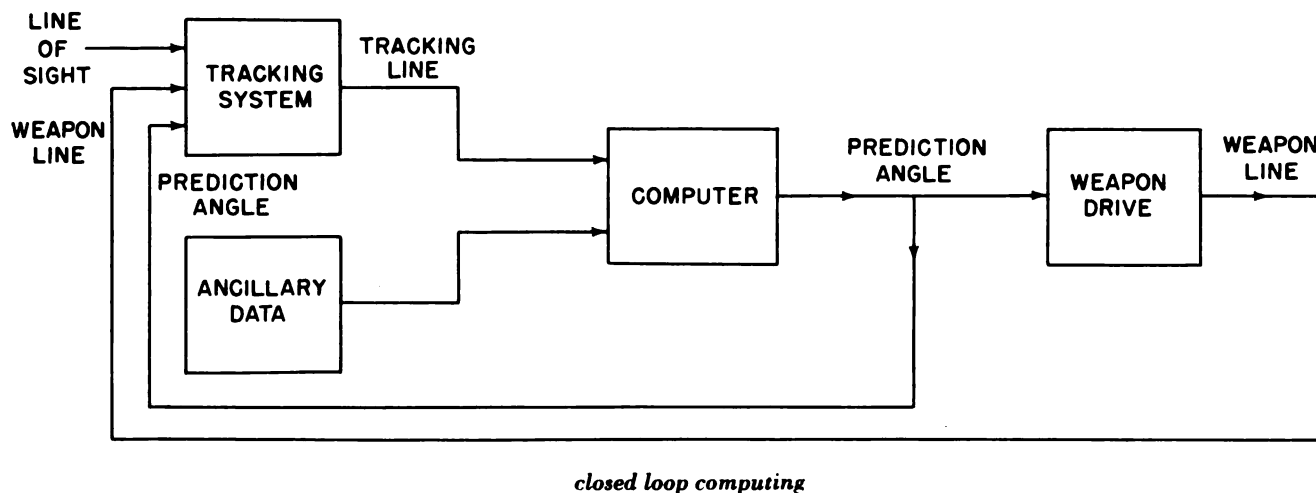 LINE
OF
SIGHT
WEAPON
LINE
TRACKING
SYSTEM
TRACKING
LINE
PREDICTION
ANGLE
ANCILLARY
DATA
COMPUTER
PREDICTION
ANGLE
WEAPON
DRIVE
WEAPON
LINE
closed loop computing